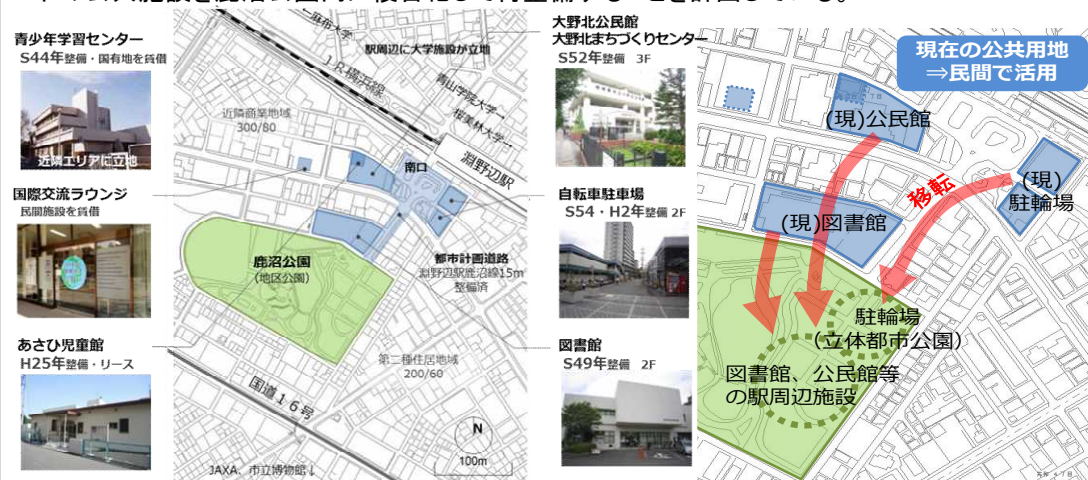 青少年学習センター
S44年整備・国有地を賃借
近隣エリアに立地
国際交流ラウンジ
民間施設を賃借
あさひ児童館
H25年整備・リース
麻布大学
駅周辺に大学施設が立地
JR横浜線
青山学院大学→
桜美林大学→
近隣商業地域
300/80
南口
淵野辺駅
鹿沼公園
(地区公園)
都市計画道路
淵野辺駅鹿沼線15m
整備済
第二種住居地域
200/60
国道16号
JAXA、市立博物館↓
N
100m
大野北公民館
大野北まちづくりセンター
S52年整備 3F
自転車駐車場
S54・H2年整備 2F
図書館
S49年整備 2F
現在の公共用地
⇒民間で活用
(現)公民館
(現)図書館
移転
(現)
駐輪場
駐輪場
(立体都市公園)
図書館、公民館等
の駅周辺施設